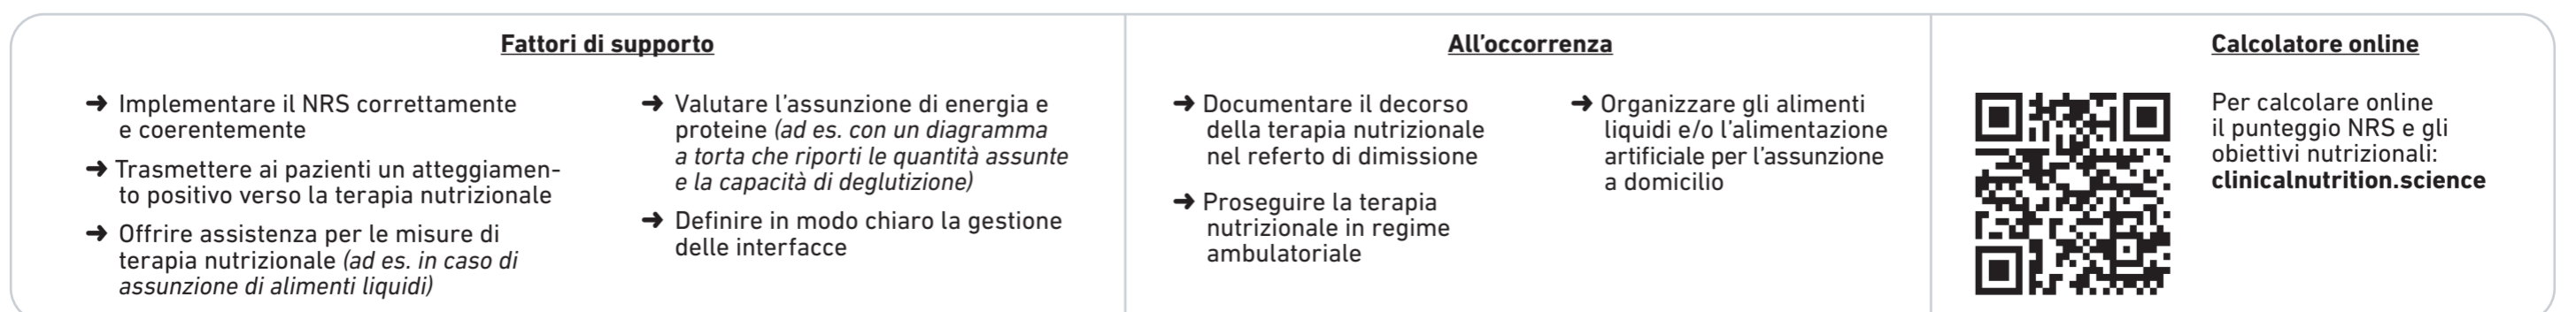 Fattori di supporto
➜ Implementare il NRS correttamente
e coerentemente
➜ Trasmettere ai pazienti un atteggiamen-
to positivo verso la terapia nutrizionale
➜ Offrire assistenza per le misure di
terapia nutrizionale (ad es. in caso di
assunzione di alimenti liquidi)
➜ Valutare l’assunzione di energia e
proteine (ad es. con un diagramma
a torta che riporti le quantità assunte
e la capacità di deglutizione)
➜ Definire in modo chiaro la gestione
delle interfacce
All’occorrenza
➜ Documentare il decorso
della terapia nutrizionale
nel referto di dimissione
➜ Proseguire la terapia
nutrizionale in regime
ambulatoriale
➜ Organizzare gli alimenti
liquidi e/o l’alimentazione
artificiale per l’assunzione
a domicilio
Calcolatore online
Per calcolare online
il punteggio NRS e gli
obiettivi nutrizionali:
clinicalnutrition.science